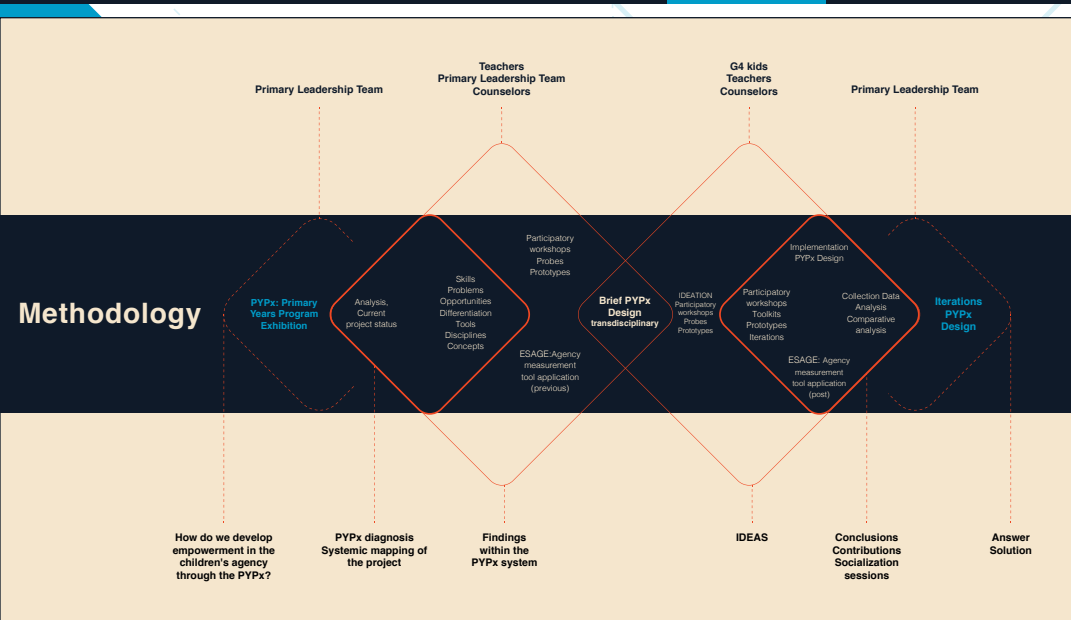 Primary Leadership Team
Teachers
Primary Leadership Team
Counselors
G4 kids
Teachers
Counselors
Primary Leadership Team
Methodology
PYPx: Primary
Years Program
Exhibition
Analysis,
Current
project status
Skills
Problems
Opportunities
Differentiation
Tools
Disciplines
Concepts
Participatory
workshops
Probes
Prototypes
ESAGE:Agency
measurement
tool application
(previous)
Brief PYPx
Design
transdisciplinary
IDEATION
Participatory
workshops
Probes
Prototypes
Implementation
PYPx Design
Participatory
workshops
Toolkits
Prototypes
Iterations
Collection Data
Analysis
Comparative
analysis
ESAGE: Agency
measurement
tool application
(post)
Iterations
PYPx
Design
How do we develop
empowerment in the
children's agency
through the PYPx?
PYPx diagnosis
Systemic mapping of
the project
Findings
within the
PYPx system
IDEAS
Conclusions
Contributions
Socialization
sessions
Answer
Solution